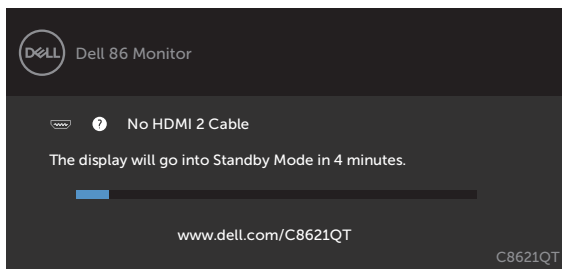 DELL Dell 86 Monitor
? No HDMI 2 Cable
The display will go into Standby Mode in 4 minutes.
www.dell.com/C8621QT
C8621QT